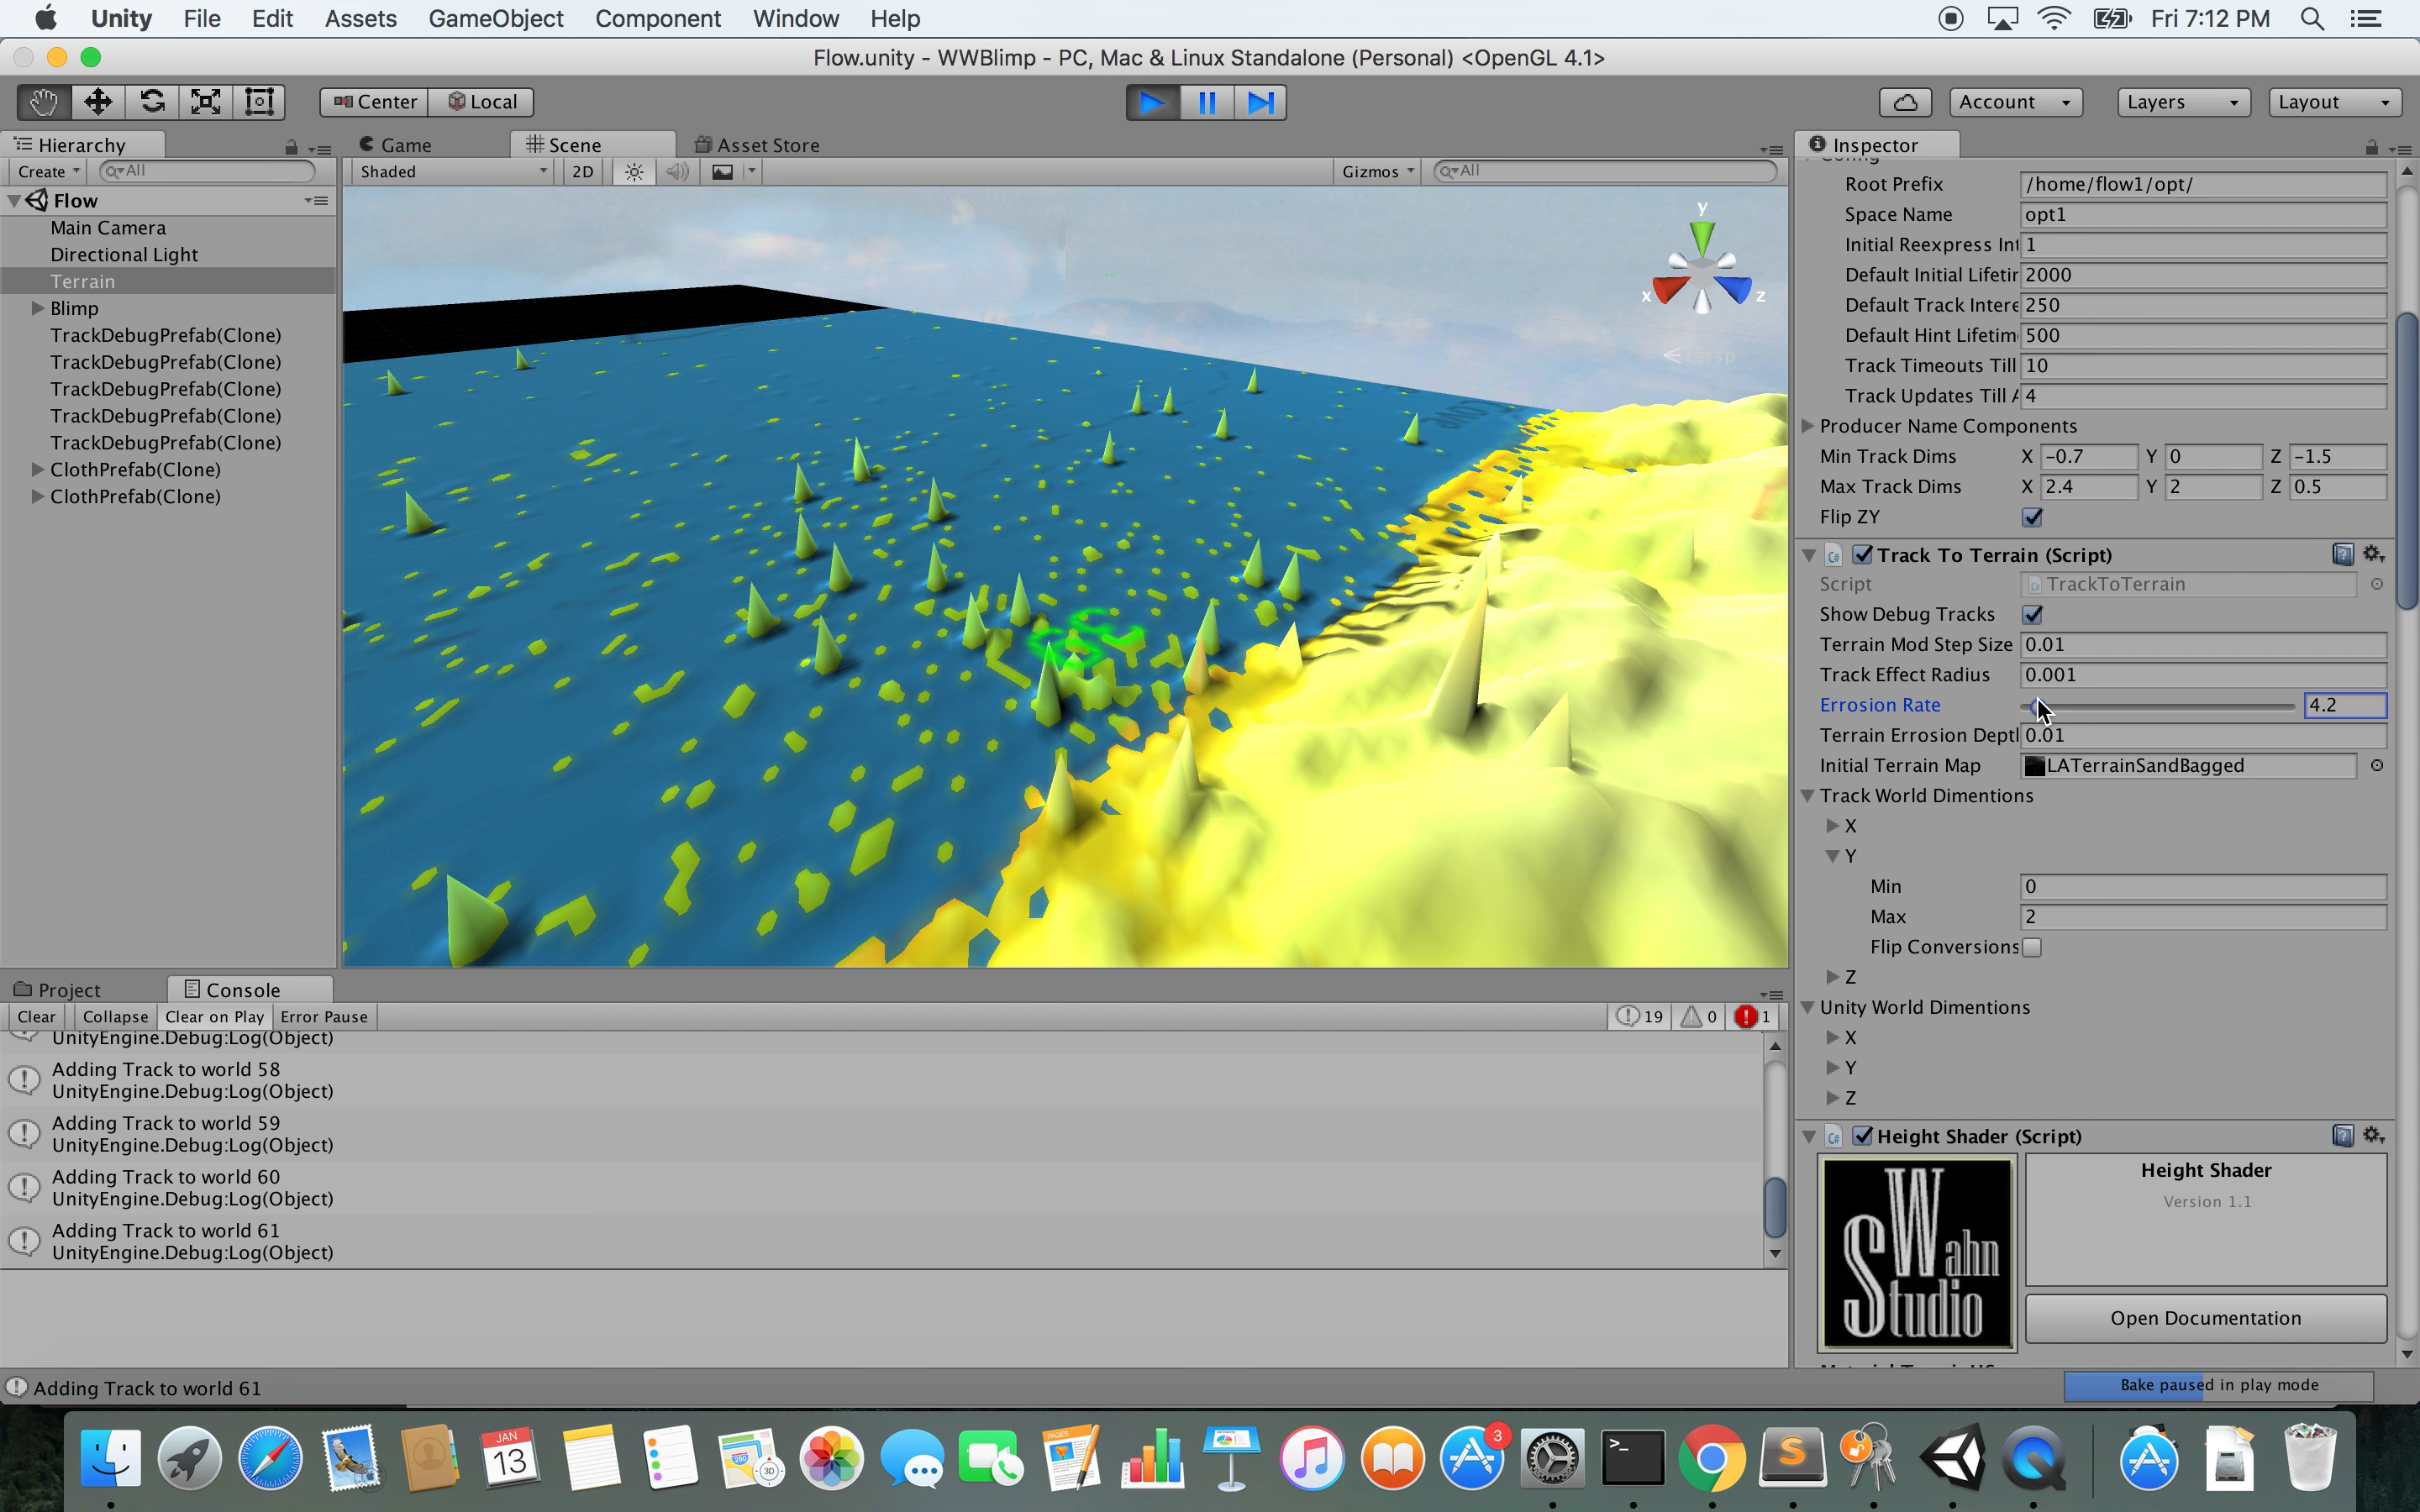 Unity File Edit Assets GameObject Component Window Help Fri 7:12 PM
Flow.unity - WWBlimp - PC, Mac & Linux Standalone (Personal) <OpenGL 4.1>
Center Local Account Layers Layout
Hierarchy
Create All
Flow
Main Camera
Directional Light
Terrain
Blimp
TrackDebugPrefab(Clone)
TrackDebugPrefab(Clone)
TrackDebugPrefab(Clone)
TrackDebugPrefab(Clone)
TrackDebugPrefab(Clone)
ClothPrefab(Clone)
ClothPrefab(Clone)
Game Scene Asset Store
Shaded 2D Gizmos All
y
x z
Persp
Inspector
Config
Root Prefix /home/flow1/opt/
Space Name opt1
Initial Reexpress Int 1
Default Initial Lifetir 2000
Default Track Intere 250
Default Hint Lifetim 500
Track Timeouts Till 10
Track Updates Till A 4
Producer Name Components
Min Track Dims X -0.7 Y 0 Z -1.5
Max Track Dims X 2.4 Y 2 Z 0.5
Flip ZY
C# Track To Terrain (Script)
Script TrackToTerrain
Show Debug Tracks
Terrain Mod Step Size 0.01
Track Effect Radius 0.001
Errosion Rate 4.2
Terrain Errosion Depth 0.01
Initial Terrain Map LATerrainSandBagged
Track World Dimentions
X
Y
Min 0
Max 2
Flip Conversions
Z
Unity World Dimentions
X
Y
Z
C# Height Shader (Script)
SWahn Studio
Height Shader
Version 1.1
Open Documentation
Project Console
Clear Collapse Clear on Play Error Pause 19 0 1
UnityEngine.Debug:Log(Object)
Adding Track to world 58
UnityEngine.Debug:Log(Object)
Adding Track to world 59
UnityEngine.Debug:Log(Object)
Adding Track to world 60
UnityEngine.Debug:Log(Object)
Adding Track to world 61
UnityEngine.Debug:Log(Object)
Adding Track to world 61
Bake paused in play mode
JAN
13
PAGES
280
3D
3
>_
S